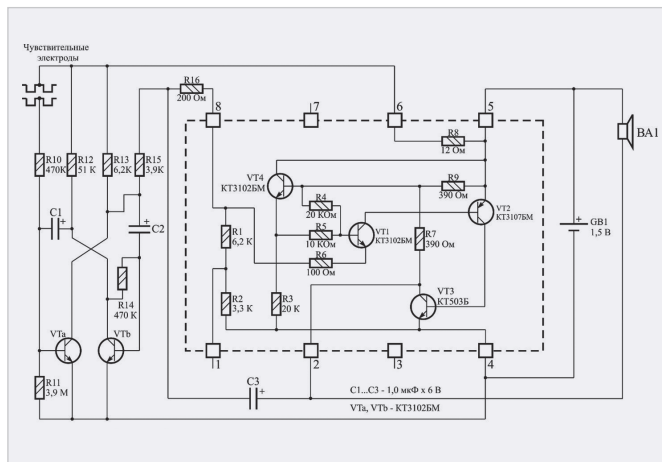 Чувствительные
электроды
R16
200 Ом
8
7
6
5
R10
470К
R12
51 К
R13
6,2К
R15
3,9К
R8
12 Ом
BA1
VT4
КТ3102БМ
R9
390 Ом
R4
20 КОм
VT2
КТ3107БМ
C1
C2
R1
6,2 К
R5
10 КОм
VT1
КТ3102БМ
R7
390 Ом
GB1
1,5 В
R6
100 Ом
R14
470 К
R2
3,3 К
R3
20 К
VT3
КТ503Б
VTa
VTb
R11
3,9 М
1
2
3
4
C3
С1...С3 - 1,0 мкФ х 6 В
VTa, VTb - КТ3102БМ